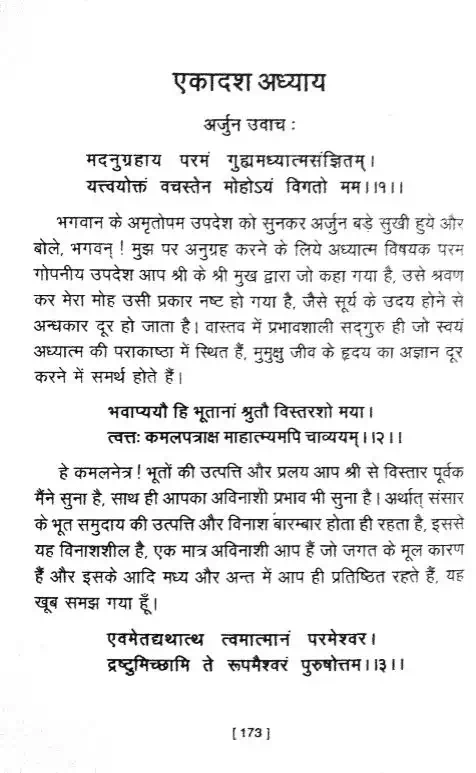 एकादश अध्याय
अर्जुन उवाच :
मदनुग्रहाय परमं गुह्यमध्यात्मसंज्ञितम्।
यत्त्वयोक्तं वचस्तेन मोहोऽयं विगतो मम।।१।।
भगवान के अमृतोपम उपदेश को सुनकर अर्जुन बड़े सुखी हुये और
बोले, भगवन् ! मुझ पर अनुग्रह करने के लिये अध्यात्म विषयक परम
गोपनीय उपदेश आप श्री के श्री मुख द्वारा जो कहा गया है, उसे श्रवण
कर मेरा मोह उसी प्रकार नष्ट हो गया है, जैसे सूर्य के उदय होने से
अन्धकार दूर हो जाता है। वास्तव में प्रभावशाली सद्गुरु ही जो स्वयं
अध्यात्म की पराकाष्ठा में स्थित हैं, मुमुक्षु जीव के हृदय का अज्ञान दूर
करने में समर्थ होते हैं।
भवाप्ययौ हि भूतानां श्रुतौ विस्तरशो मया।
त्वत्तः कमलपत्राक्ष माहात्म्यमपि चाव्ययम्।।२।।
हे कमलनेत्र ! भूतों की उत्पत्ति और प्रलय आप श्री से विस्तार पूर्वक
मैंने सुना है, साथ ही आपका अविनाशी प्रभाव भी सुना है। अर्थात् संसार
के भूत समुदाय की उत्पत्ति और विनाश बारम्बार होता ही रहता है, इससे
यह विनाशशील है, एक मात्र अविनाशी आप हैं जो जगत के मूल कारण
हैं और इसके आदि मध्य और अन्त में आप ही प्रतिष्ठित रहते हैं, यह
खूब समझ गया हूँ।
एवमेतद्यथात्थ त्वमात्मानं परमेश्वर।
द्रष्टुमिच्छामि ते रूपमैश्वरं पुरुषोत्तम।।३।।
[ 173 ]